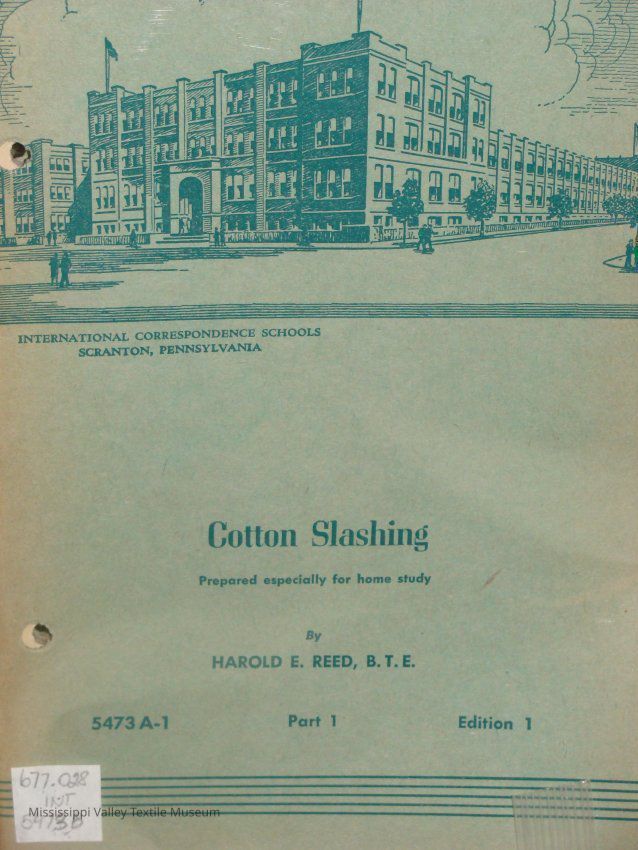 INTERNATIONAL CORRESPONDENCE SCHOOLS
SCRANTON, PENNSYLVANIA
Cotton Slashing
Prepared especially for home study
By
HAROLD E. REED, B. T. E.
5473 A-1 Part 1 Edition 1
677.028
INT
Mississippi Valley Textile Museum